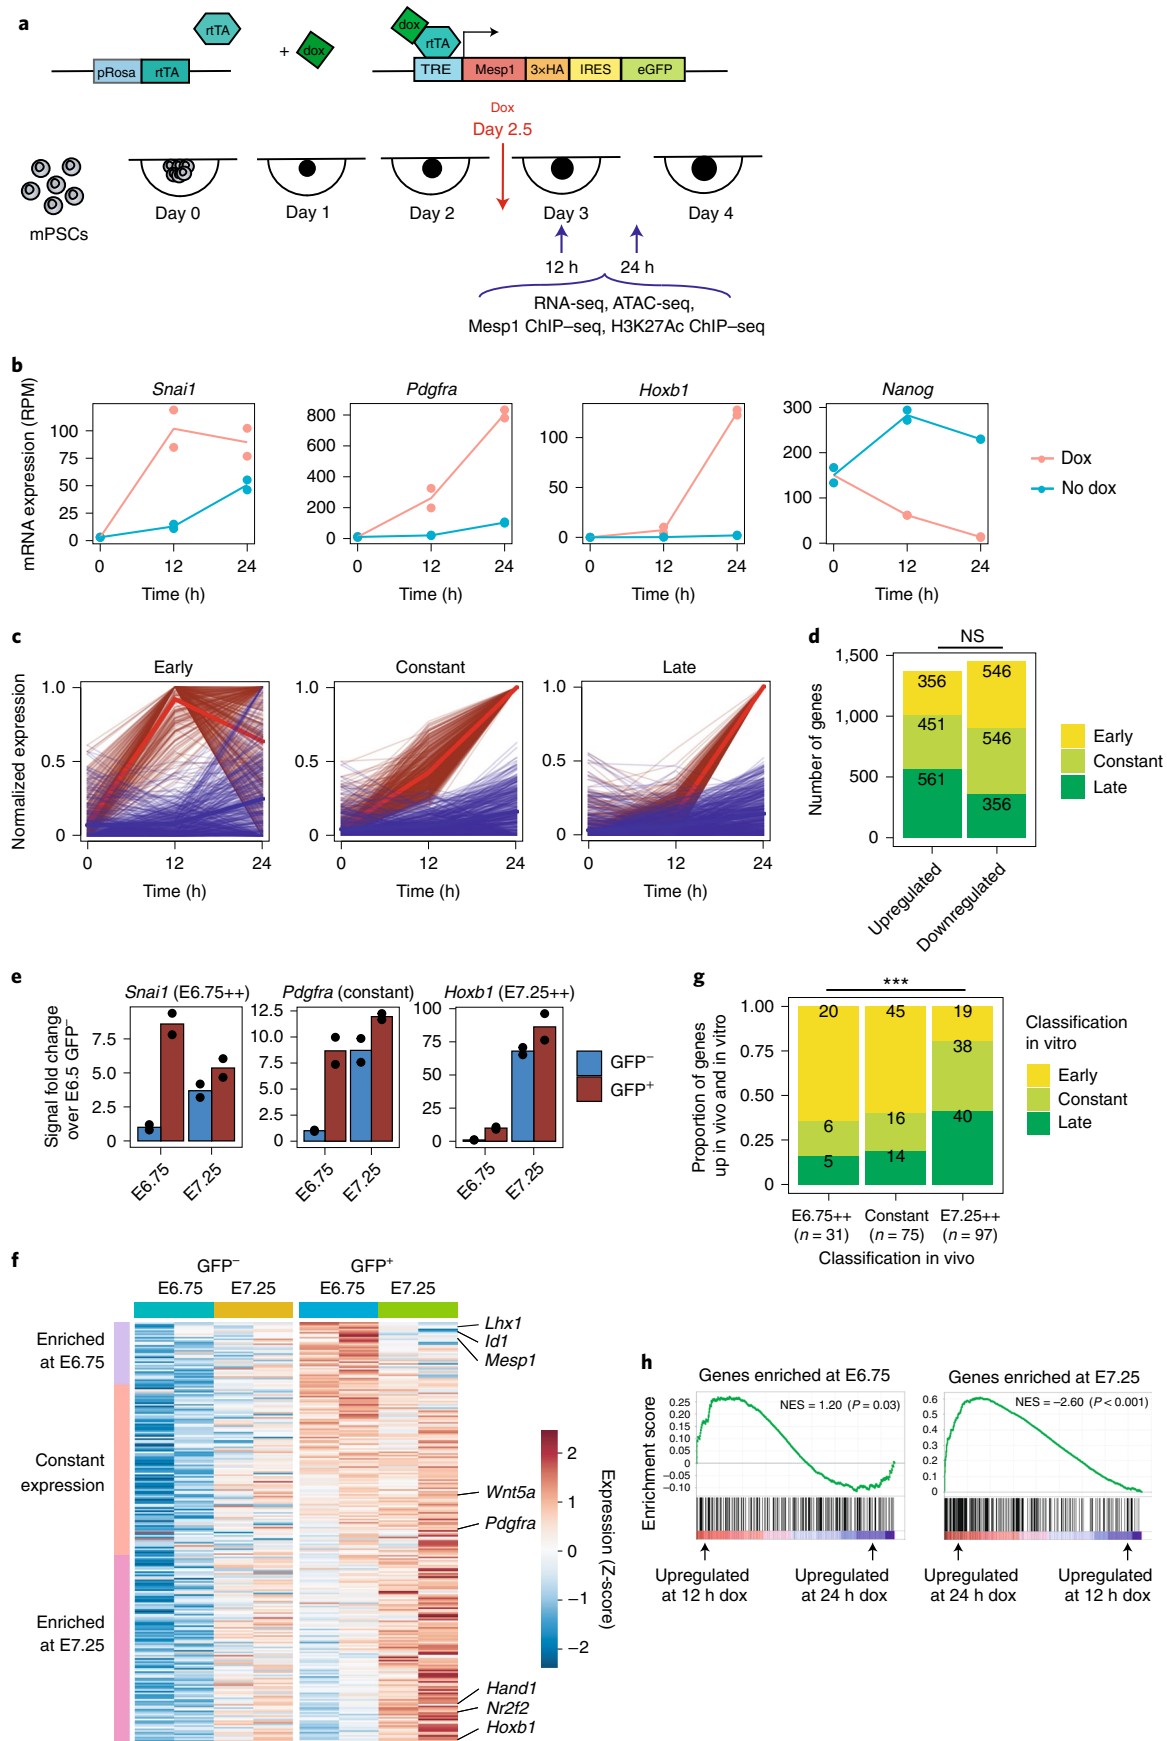 a
rtTA
+
dox
dox
rtTA
pRosa
rtTA
TRE
Mesp1
3×HA
IRES
eGFP
Dox
Day 2.5
mPSCs
Day 0
Day 1
Day 2
Day 3
Day 4
12 h
24 h
RNA-seq, ATAC-seq,
Mesp1 ChIP–seq, H3K27Ac ChIP–seq
b
mRNA expression (RPM)
Snai1
100
75
50
25
0
0
12
24
Time (h)
Pdgfra
800
600
400
200
0
0
12
24
Time (h)
Hoxb1
100
50
0
0
12
24
Time (h)
Nanog
300
200
100
0
0
12
24
Time (h)
Dox
No dox
c
Normalized expression
Early
1.0
0.5
0
0
12
24
Time (h)
Constant
1.0
0.5
0
0
12
24
Time (h)
Late
1.0
0.5
0
0
12
24
Time (h)
d
NS
Number of genes
1,500
1,000
500
0
356
451
561
546
546
356
Upregulated
Downregulated
Early
Constant
Late
e
Signal fold change
over E6.5 GFP−
Snai1 (E6.75++)
7.5
5.0
2.5
0
E6.75
E7.25
Pdgfra (constant)
12.5
10.0
7.5
5.0
2.5
0
E6.75
E7.25
Hoxb1 (E7.25++)
100
75
50
25
0
E6.75
E7.25
GFP−
GFP+
g
***
Proportion of genes
up in vivo and in vitro
1.00
0.75
0.50
0.25
0
20
6
5
45
16
14
19
38
40
E6.75++
(n = 31)
Constant
(n = 75)
E7.25++
(n = 97)
Classification in vivo
Classification
in vitro
Early
Constant
Late
f
GFP−
GFP+
E6.75
E7.25
E6.75
E7.25
Enriched
at E6.75
Constant
expression
Enriched
at E7.25
Lhx1
Id1
Mesp1
Wnt5a
Pdgfra
Hand1
Nr2f2
Hoxb1
2
1
0
−1
−2
Expression (Z-score)
h
Enrichment score
Genes enriched at E6.75
NES = 1.20 (P = 0.03)
0.25
0.20
0.15
0.10
0.05
0
−0.05
−0.10
Upregulated
at 12 h dox
Upregulated
at 24 h dox
Genes enriched at E7.25
NES = −2.60 (P < 0.001)
0.6
0.5
0.4
0.3
0.2
0.1
0
Upregulated
at 24 h dox
Upregulated
at 12 h dox